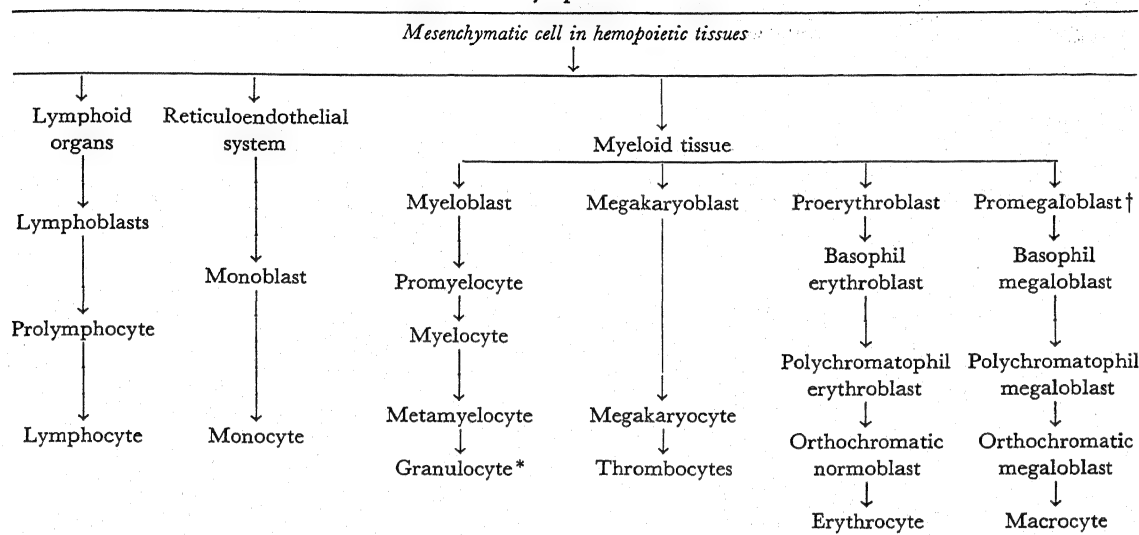 Mesenchymatic cell in hemopoietic tissues
Lymphoid
organs
Reticuloendothelial
system
Myeloid tissue
Lymphoblasts
Monoblast
Prolymphocyte
Lymphocyte
Monocyte
Myeloblast
Promyelocyte
Myelocyte
Metamyelocyte
Granulocyte*
Megakaryoblast
Megakaryocyte
Thrombocytes
Proerythroblast
Basophil
erythroblast
Polychromatophil
erythroblast
Orthochromatic
normoblast
Erythrocyte
Promegaloblast†
Basophil
megaloblast
Polychromatophil
megaloblast
Orthochromatic
megaloblast
Macrocyte